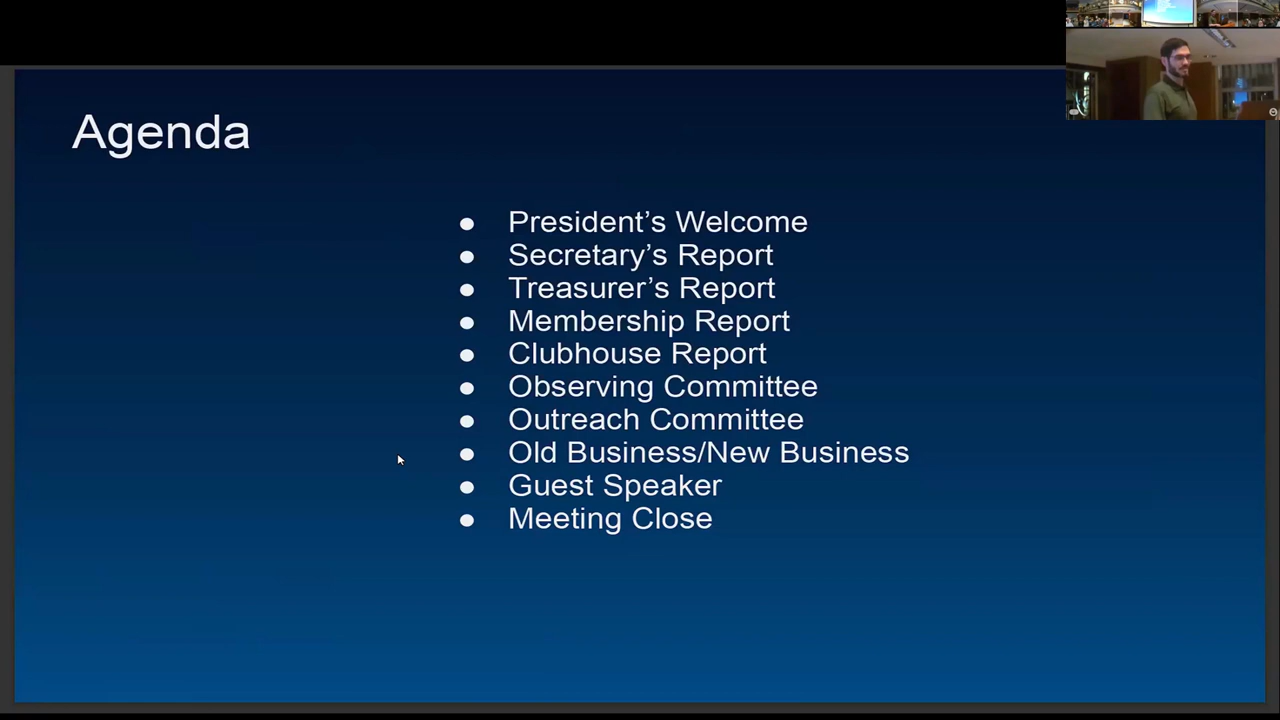 Agenda
● President’s Welcome
● Secretary’s Report
● Treasurer’s Report
● Membership Report
● Clubhouse Report
● Observing Committee
● Outreach Committee
● Old Business/New Business
● Guest Speaker
● Meeting Close